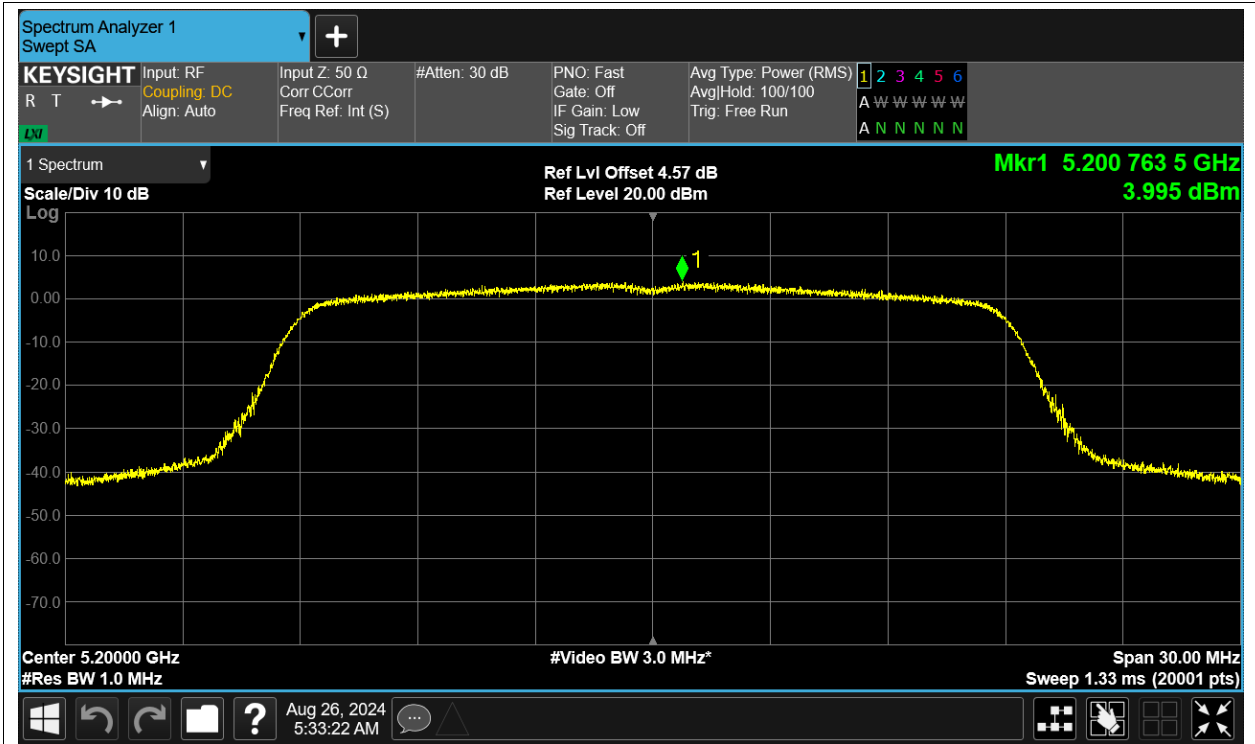 Spectrum Analyzer 1
Swept SA
KEYSIGHT
R T
LXI
Input: RF
Coupling: DC
Align: Auto
Input Z: 50 Ω
Corr CCorr
Freq Ref: Int (S)
#Atten: 30 dB
PNO: Fast
Gate: Off
IF Gain: Low
Sig Track: Off
Avg Type: Power (RMS)
Avg|Hold: 100/100
Trig: Free Run
1 2 3 4 5 6
A W W W W W
A N N N N N
1 Spectrum
Scale/Div 10 dB
Log
Ref Lvl Offset 4.57 dB
Ref Level 20.00 dBm
Mkr1 5.200 763 5 GHz
3.995 dBm
1
10.0
0.00
-10.0
-20.0
-30.0
-40.0
-50.0
-60.0
-70.0
Center 5.20000 GHz
#Res BW 1.0 MHz
#Video BW 3.0 MHz*
Span 30.00 MHz
Sweep 1.33 ms (20001 pts)
?
Aug 26, 2024
5:33:22 AM